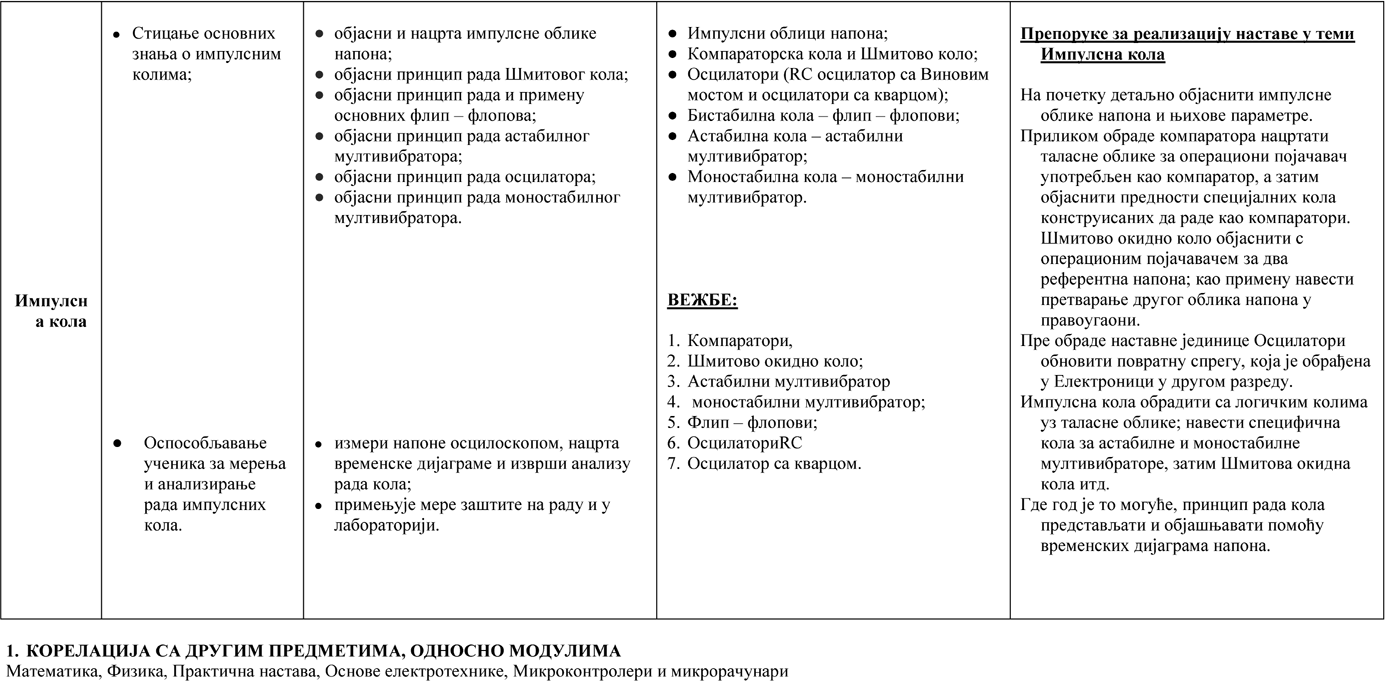 Импулсн
а кола
● Стицање основних
знања о импулсним
колима;
● Оспособљавање
ученика за мерења
и анализирање
рада импулсних
кола.
● објасни и нацрта импулсне облике
напона;
● објасни принцип рада Шмитовог кола;
● објасни принцип рада и примену
основних флип – флопова;
● објасни принцип рада астабилног
мултивибратора;
● објасни принцип рада осцилатора;
● објасни принцип рада моностабилног
мултивибратора.
● измери напоне осцилоскопом, нацрта
временске дијаграме и изврши анализу
рада кола;
● примењује мере заштите на раду и у
лабораторији.
● Импулсни облици напона;
● Компараторска кола и Шмитово коло;
● Осцилатори (RC осцилатор са Виновим
мостом и осцилатори са кварцом);
● Бистабилна кола – флип – флопови;
● Астабилна кола – астабилни
мултивибратор;
● Моностабилна кола – моностабилни
мултивибратор.
ВЕЖБЕ:
1. Компаратори,
2. Шмитово окидно коло;
3. Астабилни мултивибратор
4. моностабилни мултивибратор;
5. Флип – флопови;
6. ОсцилаториRC
7. Осцилатор са кварцом.
Препоруке за реализацију наставе у теми
Импулсна кола
На почетку детаљно објаснити импулсне
облике напона и њихове параметре.
Приликом обраде компаратора нацртати
таласне облике за операциони појачавач
употребљен као компаратор, а затим
објаснити предности специјалних кола
конструисаних да раде као компаратори.
Шмитово окидно коло објаснити с
операционим појачавачем за два
референтна напона; као примену навести
претварање другог облика напона у
правоугаони.
Пре обраде наставне јединице Осцилатори
обновити повратну спрегу, која је обрађена
у Електроници у другом разреду.
Импулсна кола обрадити са логичким колима
уз таласне облике; навести специфична
кола за астабилне и моностабилне
мултивибраторе, затим Шмитова окидна
кола итд.
Где год је то могуће, принцип рада кола
представљати и објашњавати помоћу
временских дијаграма напона.
1. КОРЕЛАЦИЈА СА ДРУГИМ ПРЕДМЕТИМА, ОДНОСНО МОДУЛИМА
Математика, Физика, Практична настава, Основе електротехнике, Микроконтролери и микрорачунари